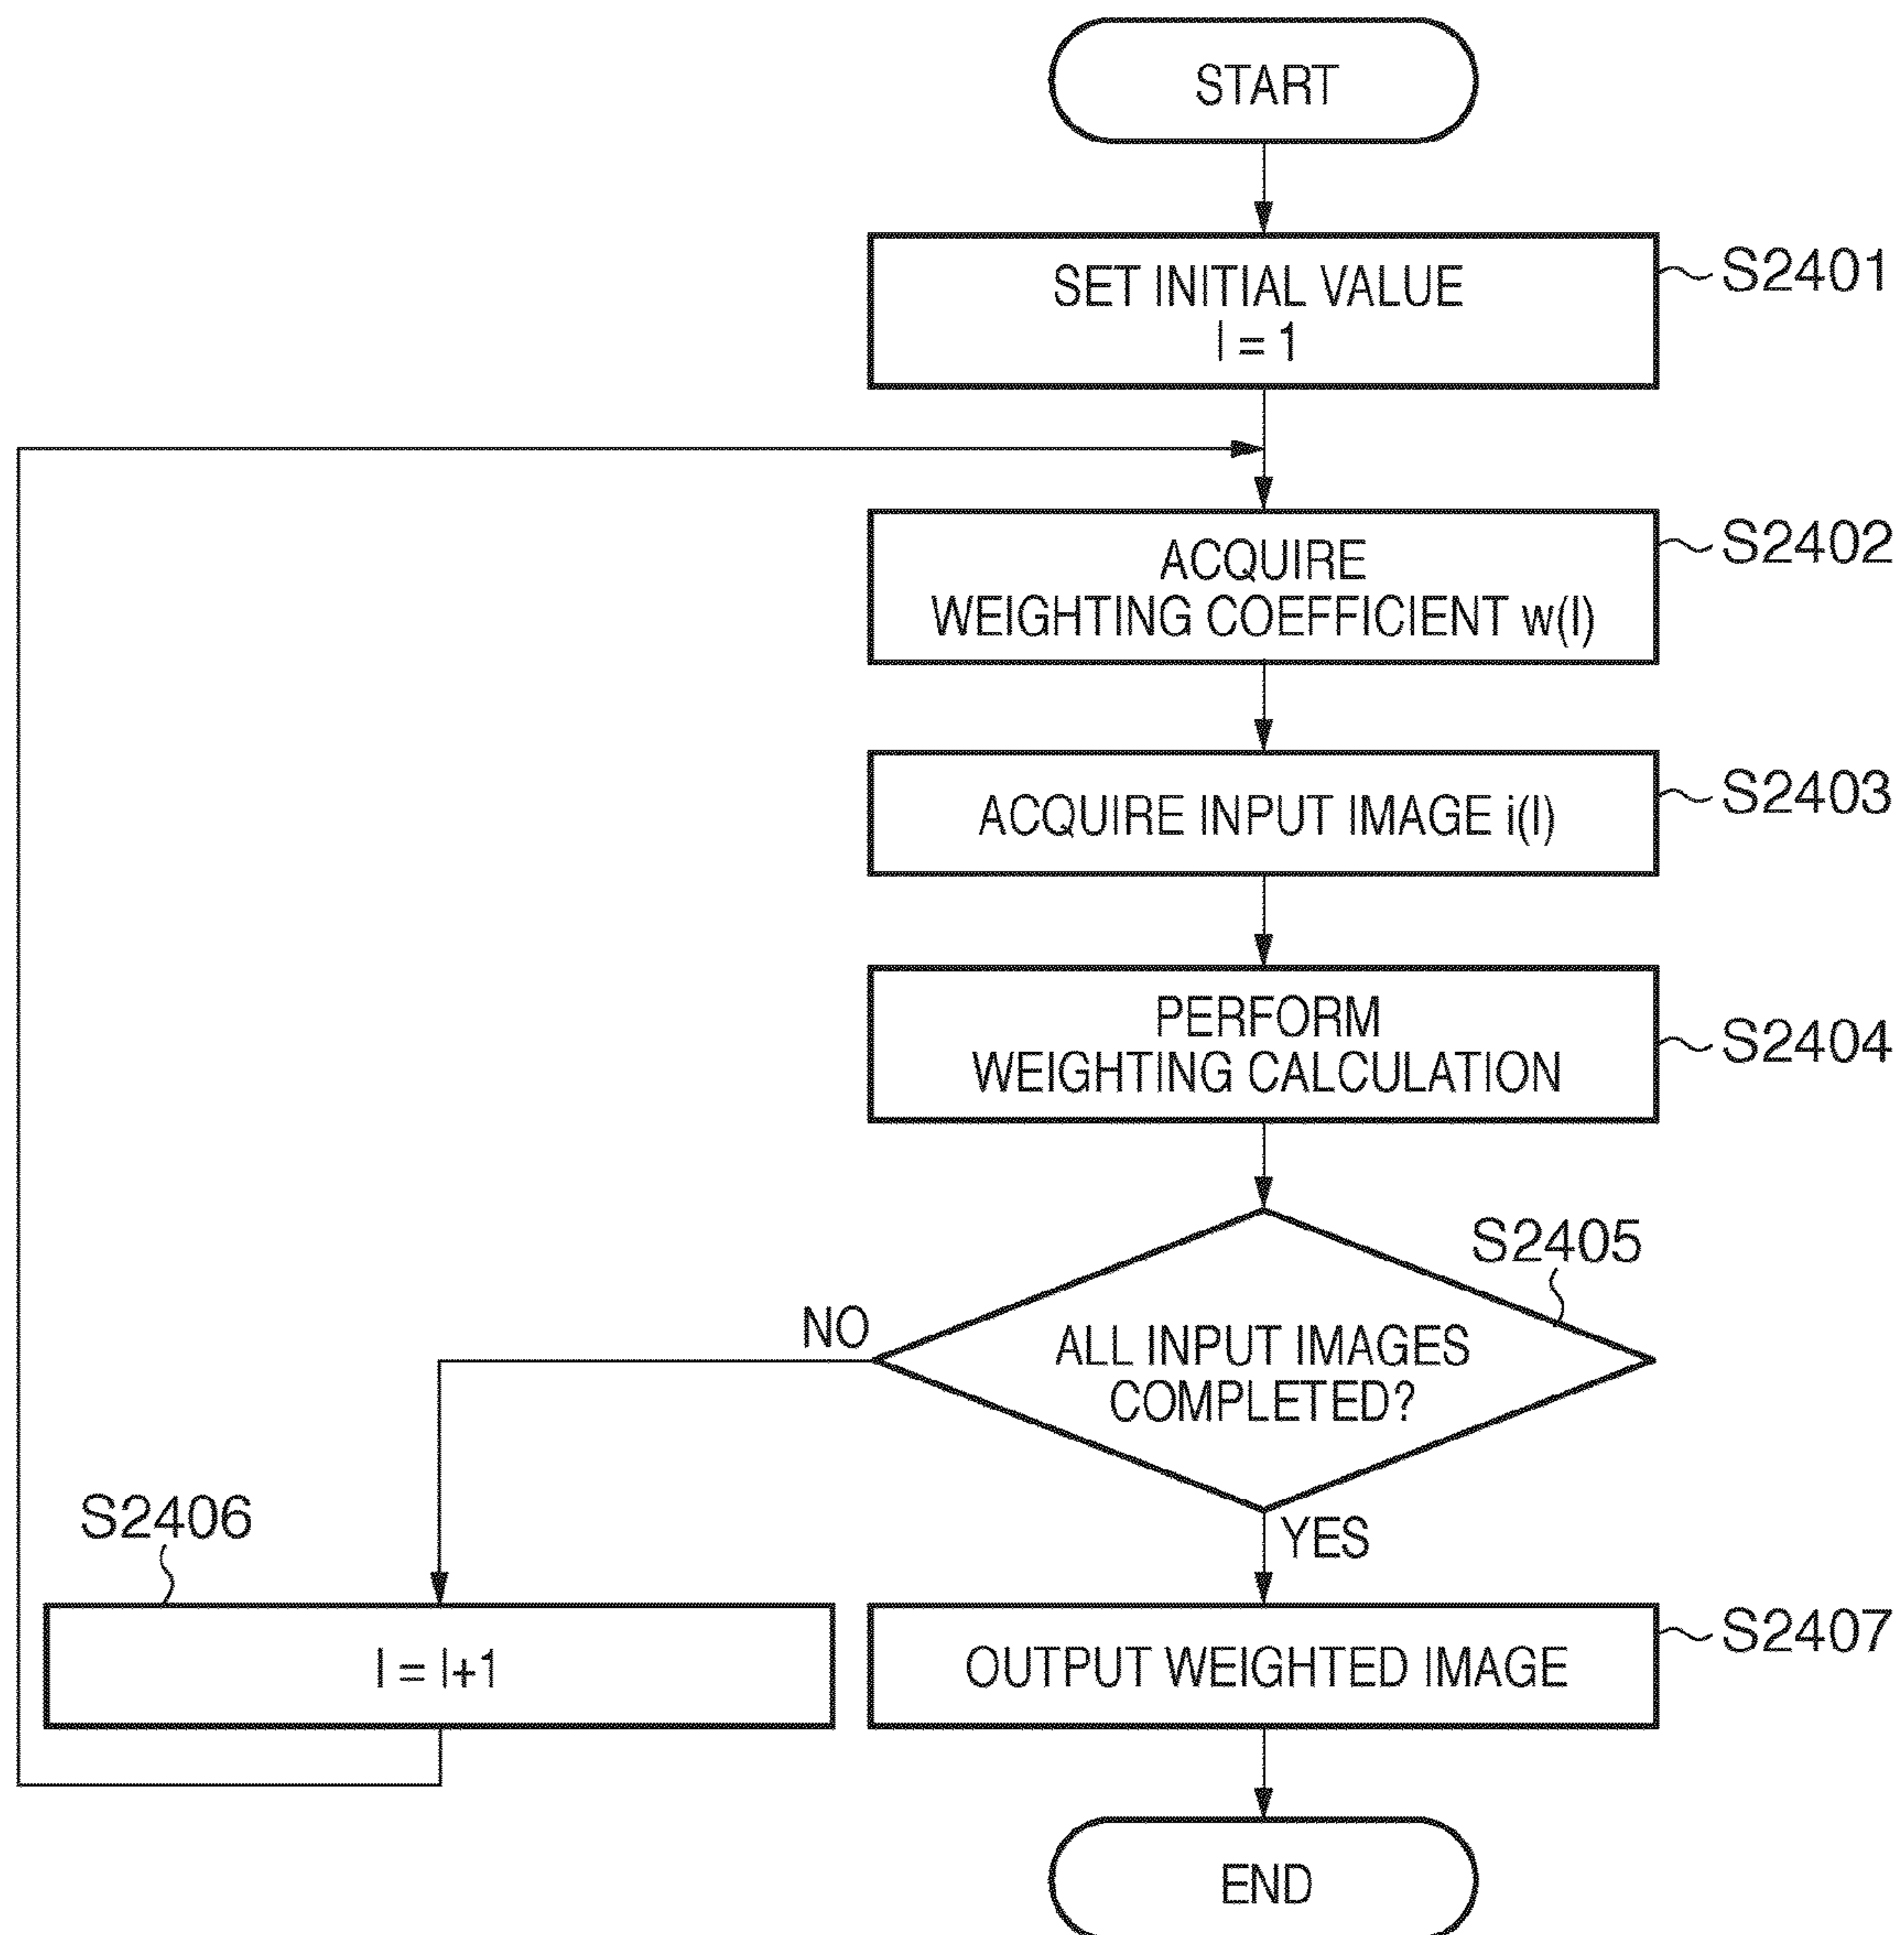 START
SET INITIAL VALUE
l = 1
S2401
ACQUIRE
WEIGHTING COEFFICIENT w(l)
S2402
ACQUIRE INPUT IMAGE i(l)
S2403
PERFORM
WEIGHTING CALCULATION
S2404
S2405
ALL INPUT IMAGES
COMPLETED?
NO
YES
S2406
l = l+1
OUTPUT WEIGHTED IMAGE
S2407
END